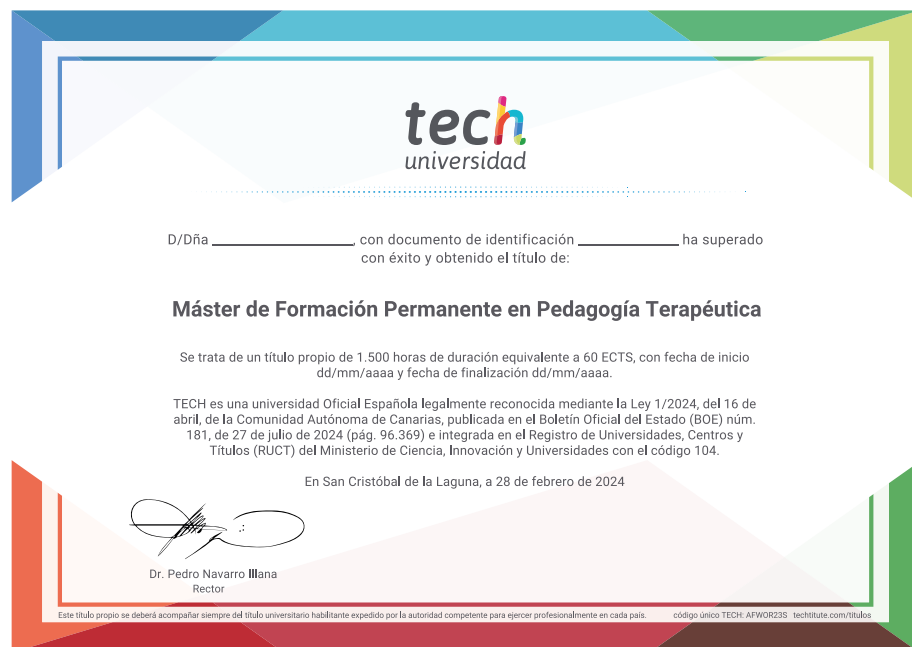 tech
universidad
D/Dña ____________________, con documento de identificación ______________ ha superado
con éxito y obtenido el título de:
Máster de Formación Permanente en Pedagogía Terapéutica
Se trata de un título propio de 1.500 horas de duración equivalente a 60 ECTS, con fecha de inicio
dd/mm/aaaa y fecha de finalización dd/mm/aaaa.
TECH es una universidad Oficial Española legalmente reconocida mediante la Ley 1/2024, del 16 de
abril, de la Comunidad Autónoma de Canarias, publicada en el Boletín Oficial del Estado (BOE) núm.
181, de 27 de julio de 2024 (pág. 96.369) e integrada en el Registro de Universidades, Centros y
Títulos (RUCT) del Ministerio de Ciencia, Innovación y Universidades con el código 104.
En San Cristóbal de la Laguna, a 28 de febrero de 2024
Dr. Pedro Navarro Illana
Rector
Este título propio se deberá acompañar siempre del título universitario habilitante expedido por la autoridad competente para ejercer profesionalmente en cada país. código único TECH: AFWOR23S techtitute.com/titulos